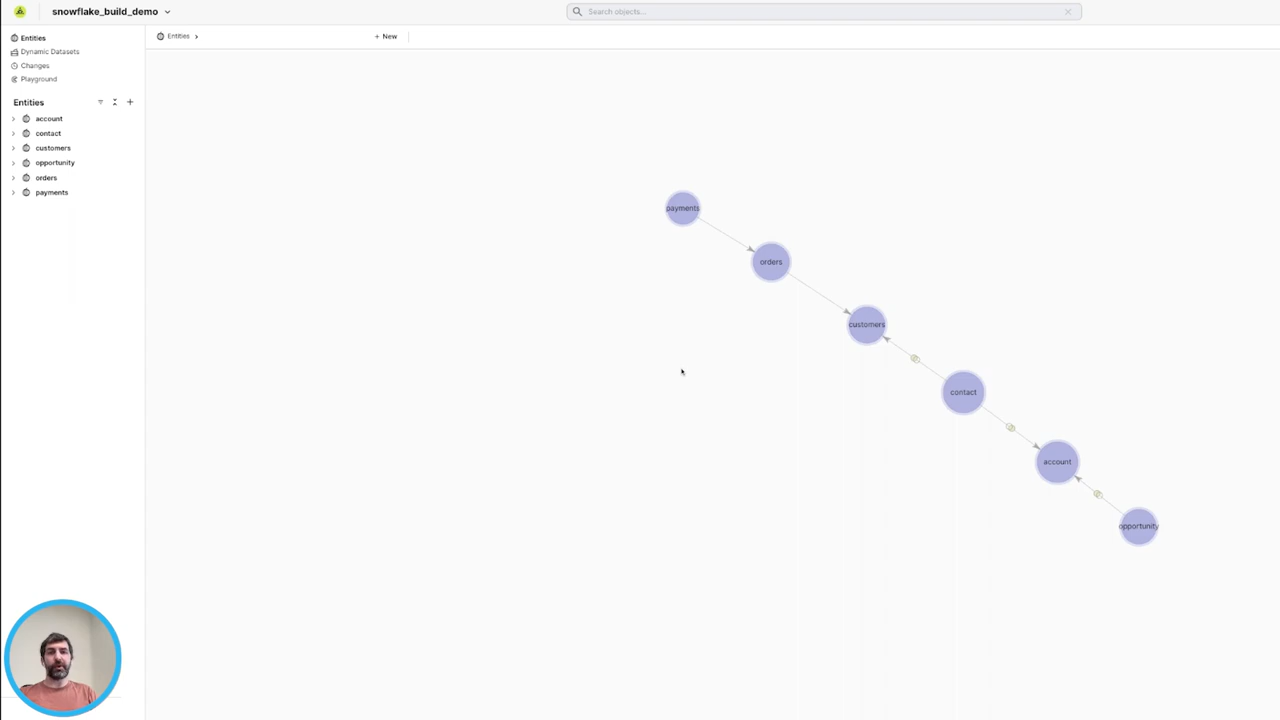 snowflake_build_demo
Search objects...
Entities
Dynamic Datasets
Changes
Playground
Entities
account
contact
customers
opportunity
orders
payments
Entities
+ New
payments
orders
customers
contact
account
opportunity